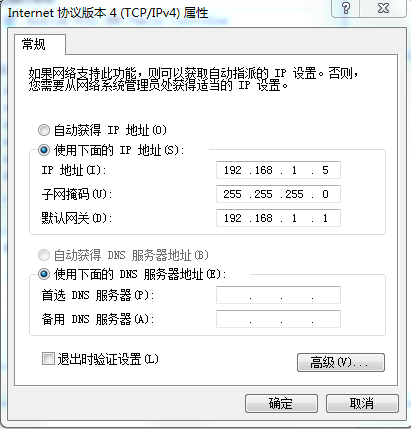 Internet 协议版本 4 (TCP/IPv4) 属性
常规
如果网络支持此功能，则可以获取自动指派的 IP 设置。否则，
您需要从网络系统管理员处获得适当的 IP 设置。
自动获得 IP 地址(O)
使用下面的 IP 地址(S):
IP 地址(I): 192 .168 . 1 . 5
子网掩码(U): 255 .255 .255 . 0
默认网关(D): 192 .168 . 1 . 1
自动获得 DNS 服务器地址(B)
使用下面的 DNS 服务器地址(E):
首选 DNS 服务器(P): . . .
备用 DNS 服务器(A): . . .
退出时验证设置(L)
高级(V)...
确定 取消